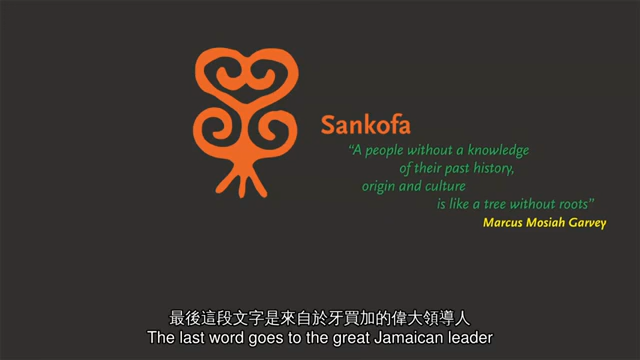 Sankofa
“A people without a knowledge
of their past history,
origin and culture
is like a tree without roots”
Marcus Mosiah Garvey
最後這段文字是來自於牙買加的偉大領導人
The last word goes to the great Jamaican leader